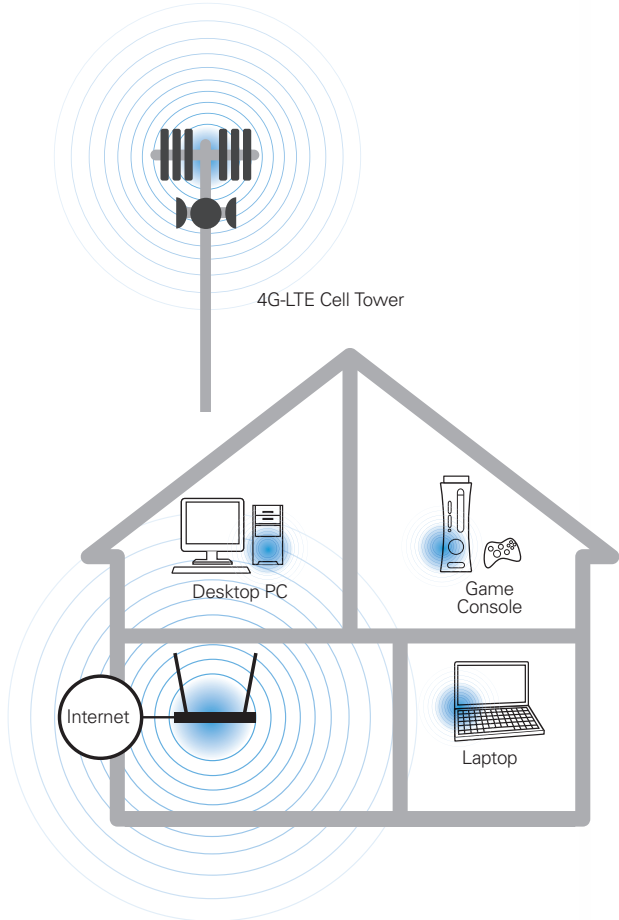 4G-LTE Cell Tower
Desktop PC
Game
Console
Internet
Laptop